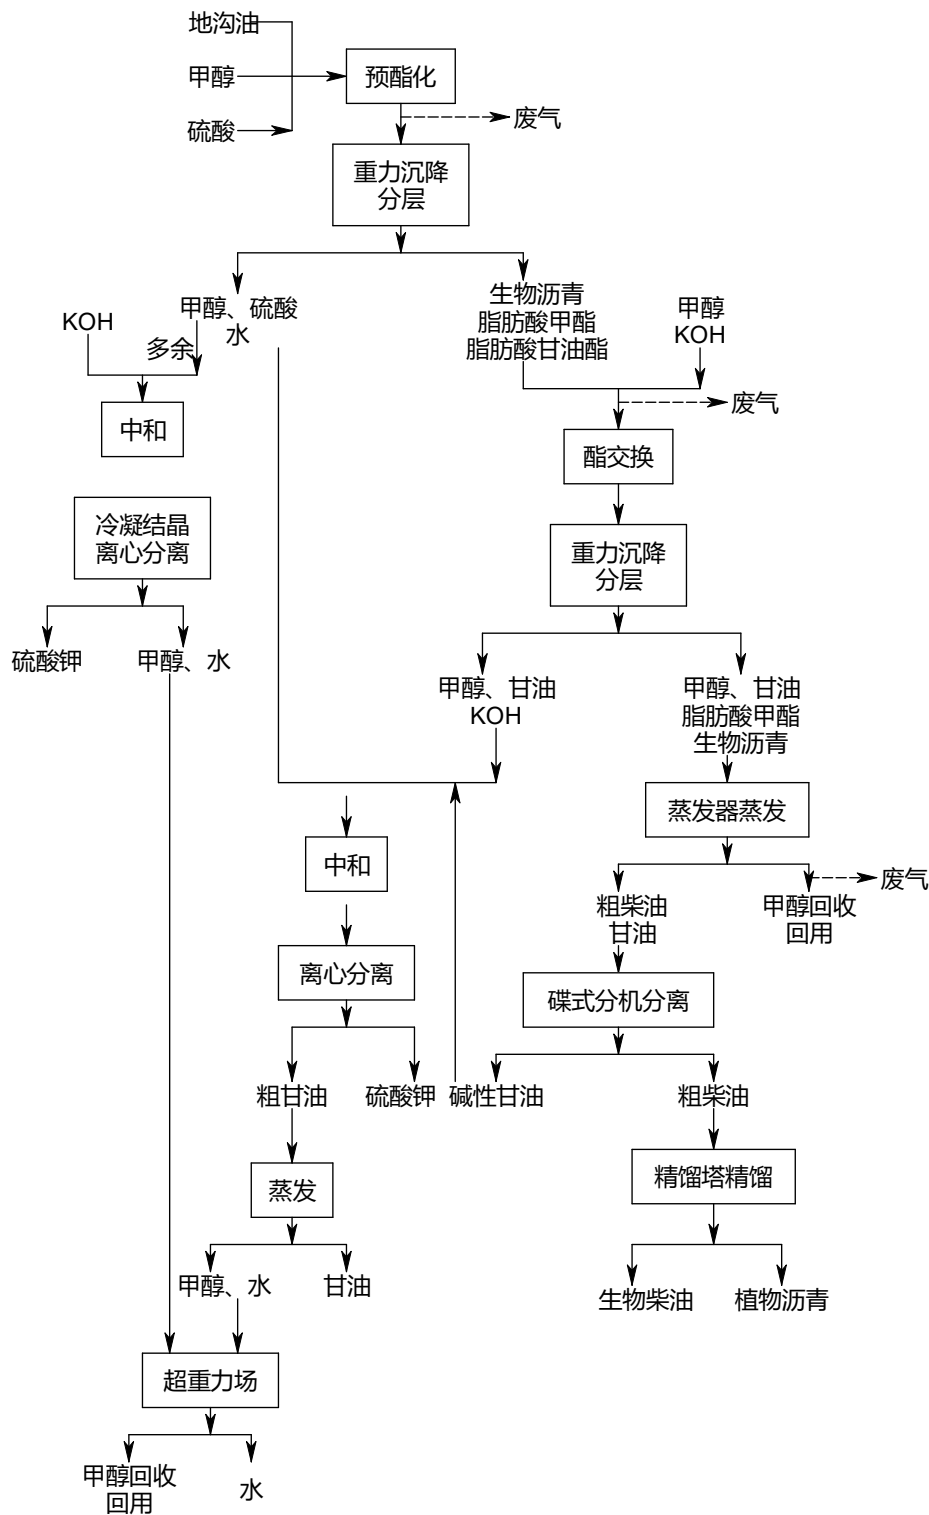 地沟油
甲醇
预酯化
硫酸
废气
重力沉降
分层
甲醇、硫酸
水
生物沥青
脂肪酸甲酯
脂肪酸甘油酯
甲醇
KOH
KOH
多余
废气
中和
酯交换
冷凝结晶
离心分离
重力沉降
分层
硫酸钾
甲醇、水
甲醇、甘油
KOH
甲醇、甘油
脂肪酸甲酯
生物沥青
蒸发器蒸发
中和
废气
粗柴油
甘油
甲醇回收
回用
离心分离
碟式分机分离
粗甘油
硫酸钾
碱性甘油
粗柴油
蒸发
精馏塔精馏
甲醇、水
甘油
生物柴油
植物沥青
超重力场
甲醇回收
回用
水